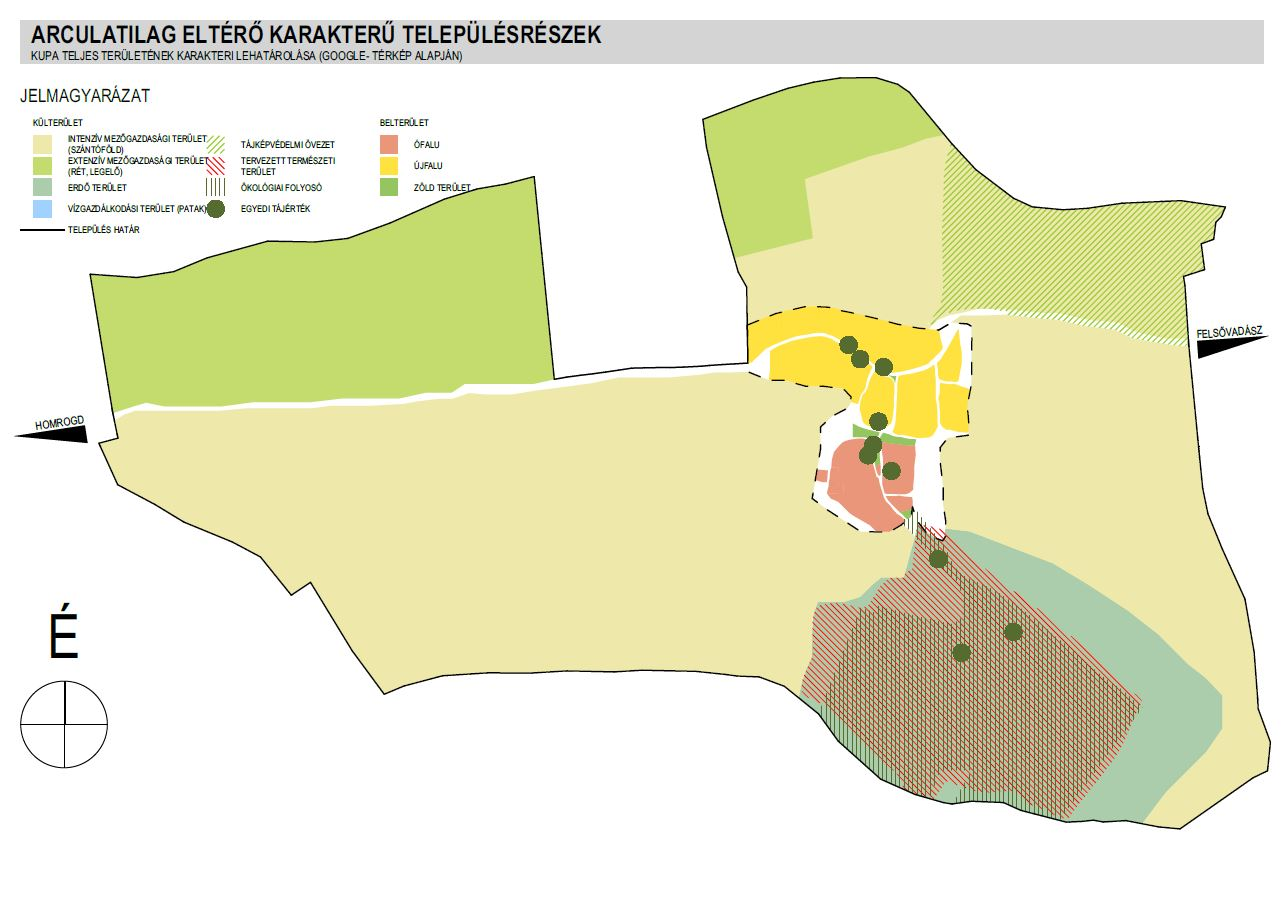 ARCULATILAG ELTÉRŐ KARAKTERŰ TELEPÜLÉSRÉSZEK
KUPA TELJES TERÜLETÉNEK KARAKTERI LEHATÁROLÁSA (GOOGLE- TÉRKÉP ALAPJÁN)
JELMAGYARÁZAT
KÜLTERÜLET
INTENZÍV MEZŐGAZDASÁGI TERÜLET
(SZÁNTÓFÖLD)
EXTENZÍV MEZŐGAZDASÁGI TERÜLET
(RÉT, LEGELŐ)
ERDŐ TERÜLET
VÍZGAZDÁLKODÁSI TERÜLET (PATAK)
TELEPÜLÉS HATÁR
TÁJKÉPVÉDELMI ÖVEZET
TERVEZETT TERMÉSZETI
TERÜLET
ÖKOLÓGIAI FOLYOSÓ
EGYEDI TÁJÉRTÉK
BELTERÜLET
ÓFALU
ÚJFALU
ZÖLD TERÜLET
FELSŐVADÁSZ
HOMROGD
É